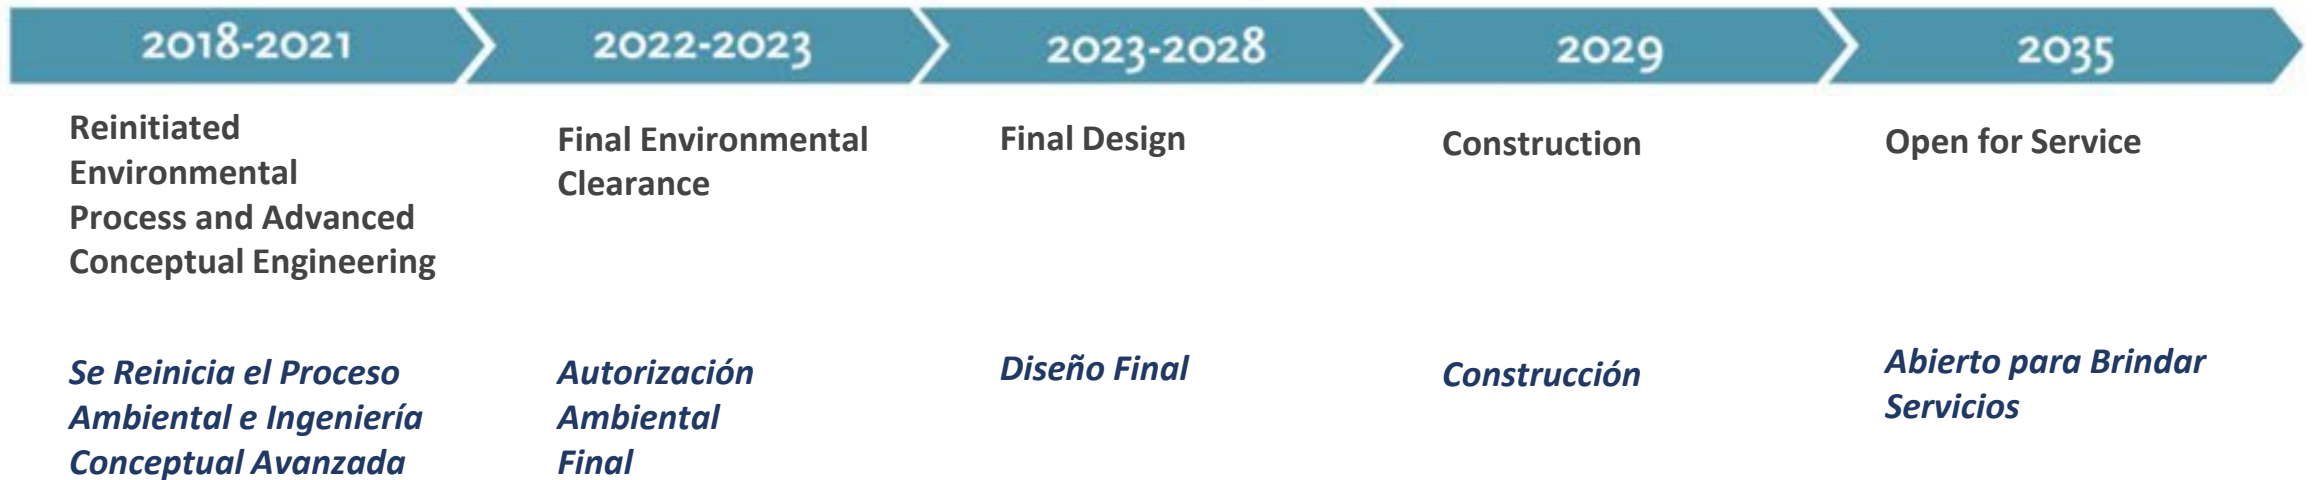 2018-2021
2022-2023
2023-2028
2029
2035
Reinitiated
Environmental
Process and Advanced
Conceptual Engineering
Final Environmental
Clearance
Final Design
Construction
Open for Service
Se Reinicia el Proceso
Ambiental e Ingeniería
Conceptual Avanzada
Autorización
Ambiental
Final
Diseño Final
Construcción
Abierto para Brindar
Servicios